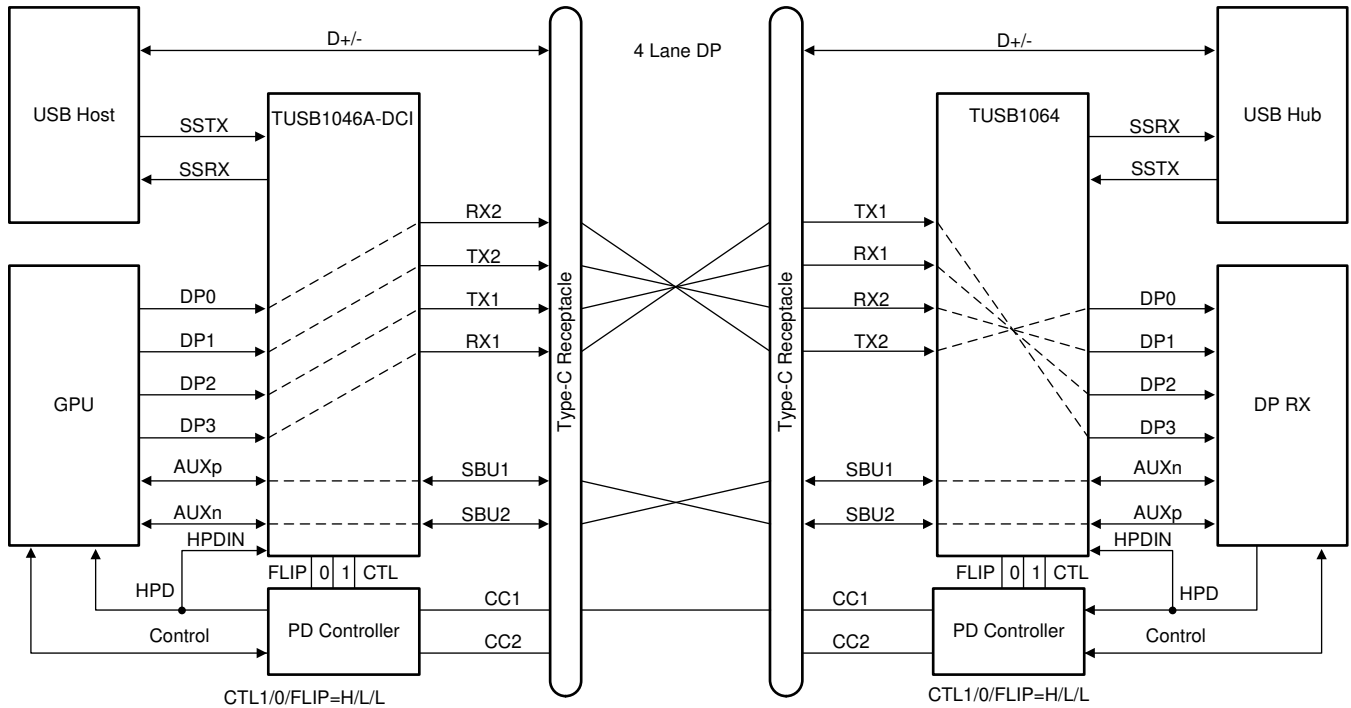 D+/-
4 Lane DP
D+/-
USB Host
TUSB1046A-DCI
TUSB1064
USB Hub
SSTX
SSRX
SSRX
SSTX
RX2
TX2
TX1
RX1
Type-C Receptacle
Type-C Receptacle
TX1
RX1
RX2
TX2
GPU
DP0
DP1
DP2
DP3
AUXp
AUXn
HPDIN
SBU1
SBU2
SBU1
SBU2
DP0
DP1
DP2
DP3
AUXn
AUXp
HPDIN
DP RX
FLIP 0 1 CTL
FLIP 0 1 CTL
HPD
Control
PD Controller
CC1
CC2
CC1
CC2
PD Controller
HPD
Control
CTL1/0/FLIP=H/L/L
CTL1/0/FLIP=H/L/L